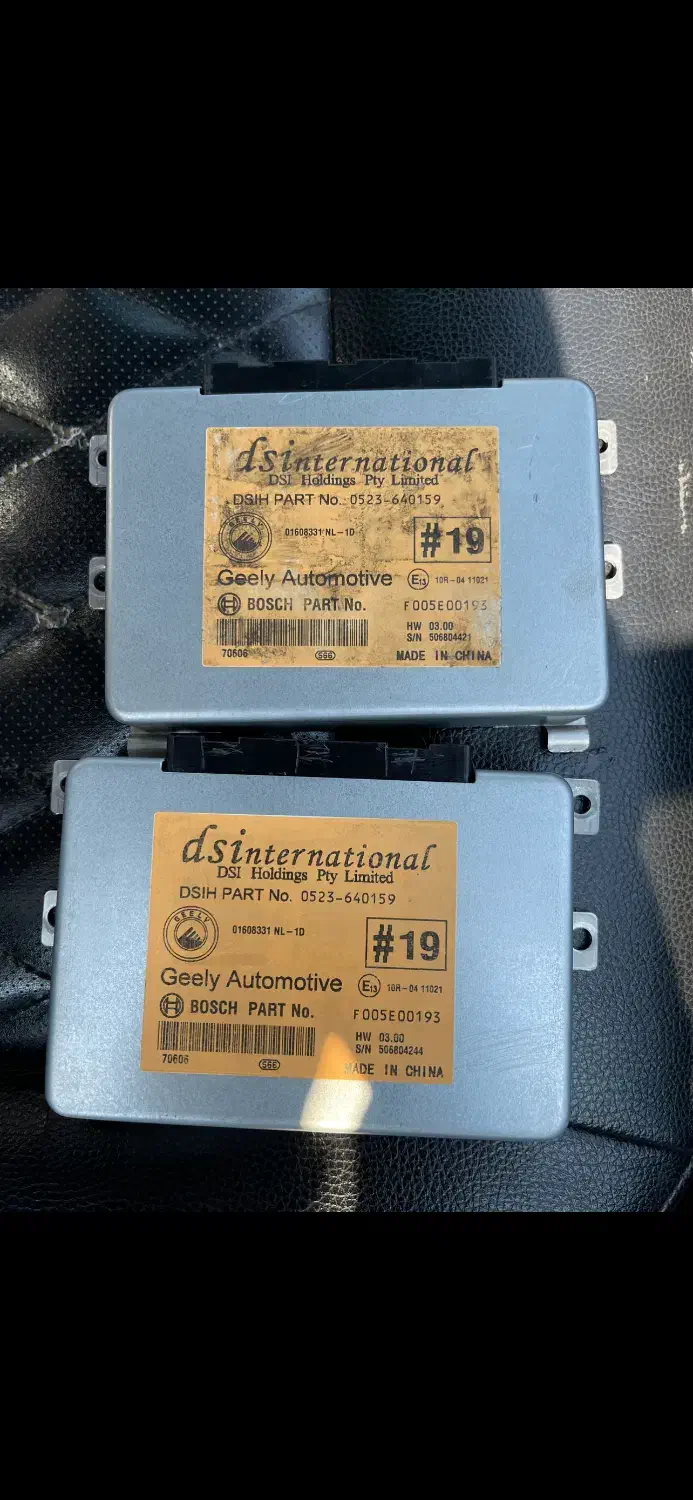 dsinternational
DSI Holdings Pty Limited
DSIH PART No. 0523-640159
GEELY
01608331 NL-1D
#19
Geely Automotive
E13 10R-04 11021
BOSCH PART No. F005E00193
HW 03.00
S/N 506804421
70606
S66
MADE IN CHINA
dsinternational
DSI Holdings Pty Limited
DSIH PART No. 0523-640159
GEELY
01608331 NL-1D
#19
Geely Automotive
E13 10R-04 11021
BOSCH PART No. F005E00193
HW 03.00
S/N 506804244
70606
S66
MADE IN CHINA